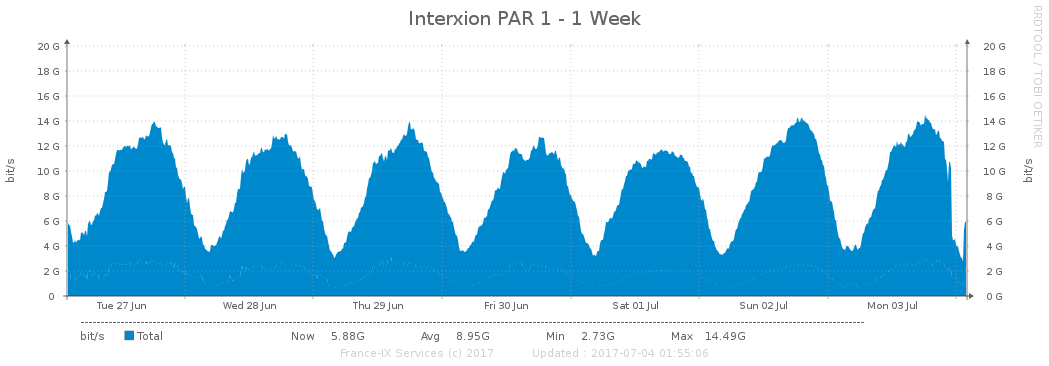 Interxion PAR 1 - 1 Week
RRDTOOL / TOBI OETIKER
20 G 20 G
18 G 18 G
16 G 16 G
14 G 14 G
12 G 12 G
10 G 10 G
8 G 8 G
6 G 6 G
4 G 4 G
2 G 2 G
0 0 G
bit/s
bit/s
Tue 27 Jun Wed 28 Jun Thu 29 Jun Fri 30 Jun Sat 01 Jul Sun 02 Jul Mon 03 Jul
bit/s Total Now 5.88G Avg 8.95G Min 2.73G Max 14.49G
France-IX Services (c) 2017 Updated : 2017-07-04 01:55:06